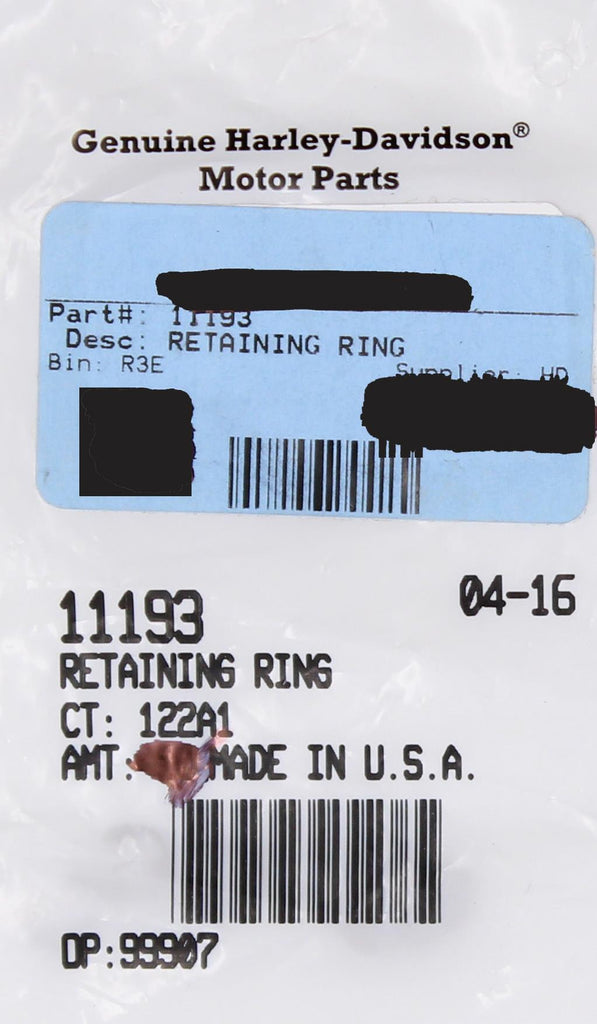 Genuine Harley-Davidson®
Motor Parts
Part#: 11193
Desc: RETAINING RING
Bin: R3E
Supplier: HD
11193
04-16
RETAINING RING
CT: 122A1
AMT: MADE IN U.S.A.
OP:99907